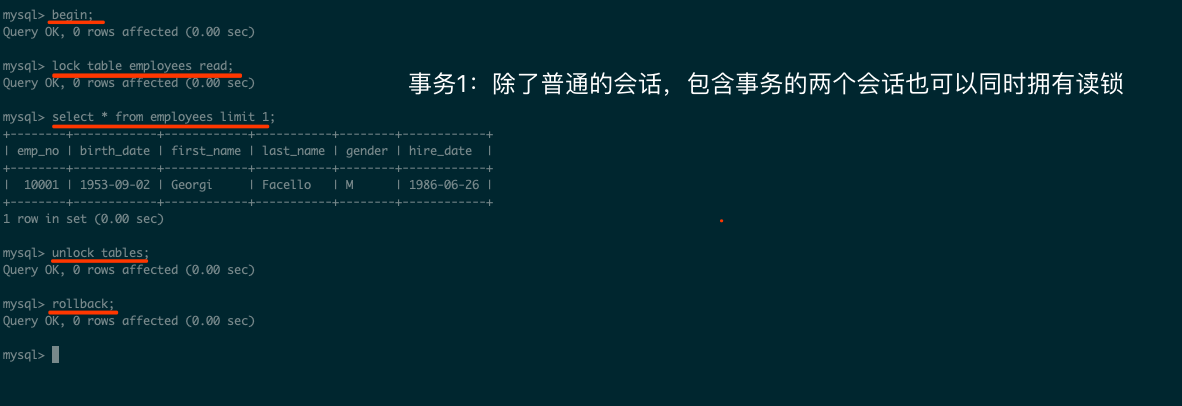 mysql> begin;
Query OK, 0 rows affected (0.00 sec)
mysql> lock table employees read;
Query OK, 0 rows affected (0.00 sec)
事务1：除了普通的会话，包含事务的两个会话也可以同时拥有读锁
mysql> select * from employees limit 1;
+--------+------------+------------+-----------+--------+------------+
| emp_no | birth_date | first_name | last_name | gender | hire_date  |
+--------+------------+------------+-----------+--------+------------+
|  10001 | 1953-09-02 | Georgi     | Facello   | M      | 1986-06-26 |
+--------+------------+------------+-----------+--------+------------+
1 row in set (0.00 sec)
mysql> unlock tables;
Query OK, 0 rows affected (0.00 sec)
mysql> rollback;
Query OK, 0 rows affected (0.00 sec)
mysql>